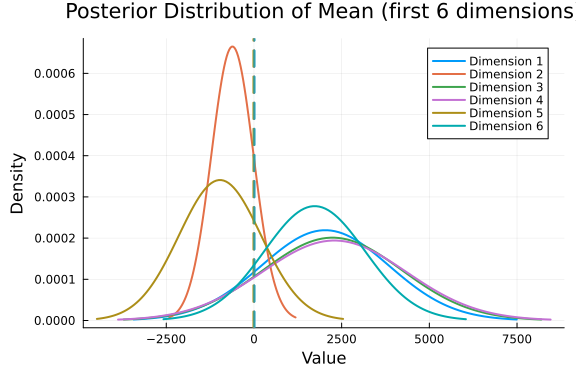 Posterior Distribution of Mean (first 6 dimensions
Density
0.0006
0.0005
0.0004
0.0003
0.0002
0.0001
0.0000
−2500
0
2500
5000
7500
Value
Dimension 1
Dimension 2
Dimension 3
Dimension 4
Dimension 5
Dimension 6